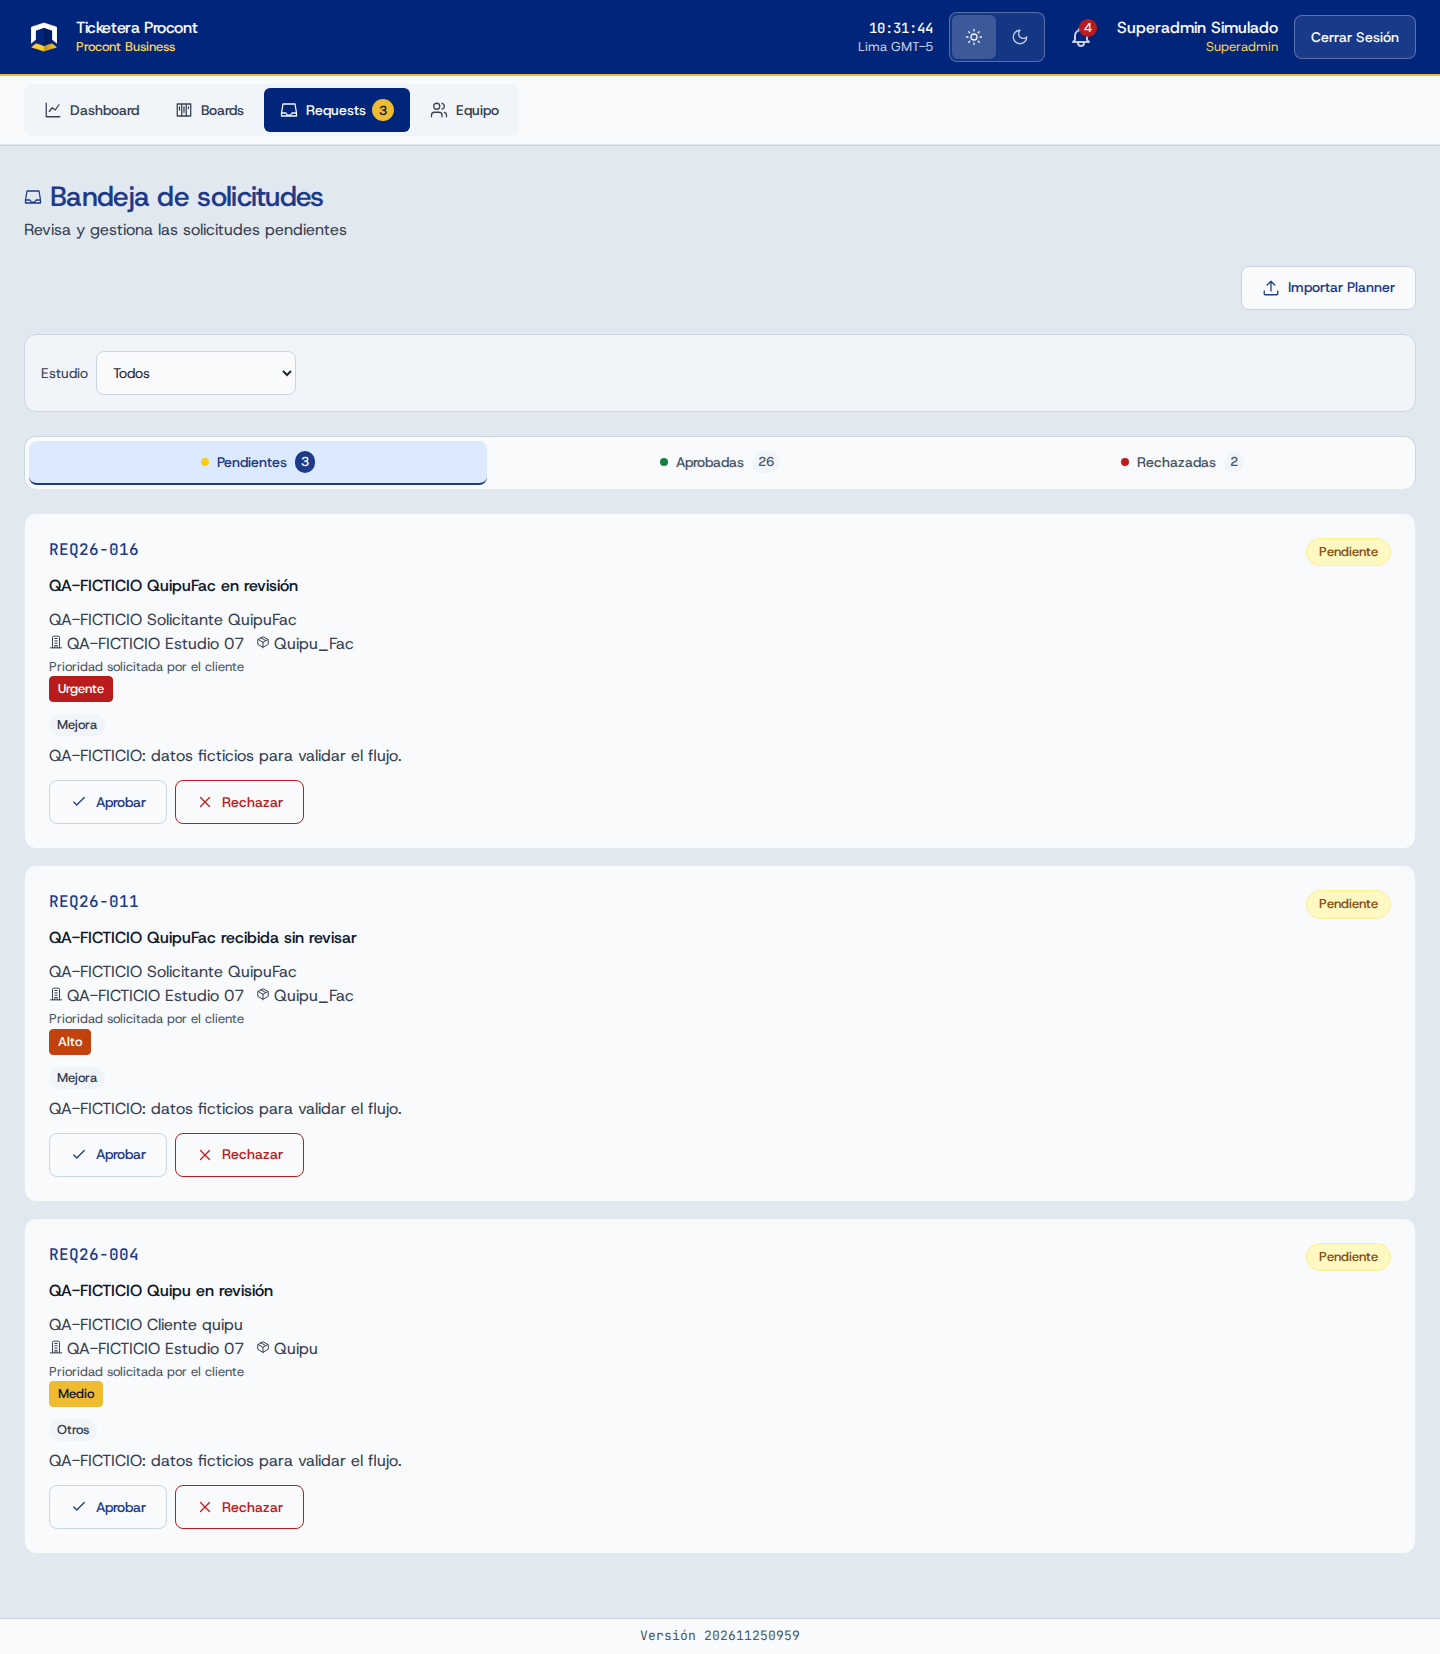 Ticketera Procont
Procont Business
10:31:44
Lima GMT-5
4
Superadmin Simulado
Superadmin
Cerrar Sesión
Dashboard
Boards
Requests 3
Equipo
Bandeja de solicitudes
Revisa y gestiona las solicitudes pendientes
Importar Planner
Estudio Todos
Pendientes 3
Aprobadas 26
Rechazadas 2
REQ26-016
Pendiente
QA-FICTICIO QuipuFac en revisión
QA-FICTICIO Solicitante QuipuFac
QA-FICTICIO Estudio 07 Quipu_Fac
Prioridad solicitada por el cliente
Urgente
Mejora
QA-FICTICIO: datos ficticios para validar el flujo.
Aprobar Rechazar
REQ26-011
Pendiente
QA-FICTICIO QuipuFac recibida sin revisar
QA-FICTICIO Solicitante QuipuFac
QA-FICTICIO Estudio 07 Quipu_Fac
Prioridad solicitada por el cliente
Alto
Mejora
QA-FICTICIO: datos ficticios para validar el flujo.
Aprobar Rechazar
REQ26-004
Pendiente
QA-FICTICIO Quipu en revisión
QA-FICTICIO Cliente quipu
QA-FICTICIO Estudio 07 Quipu
Prioridad solicitada por el cliente
Medio
Otros
QA-FICTICIO: datos ficticios para validar el flujo.
Aprobar Rechazar
Versión 202611250959